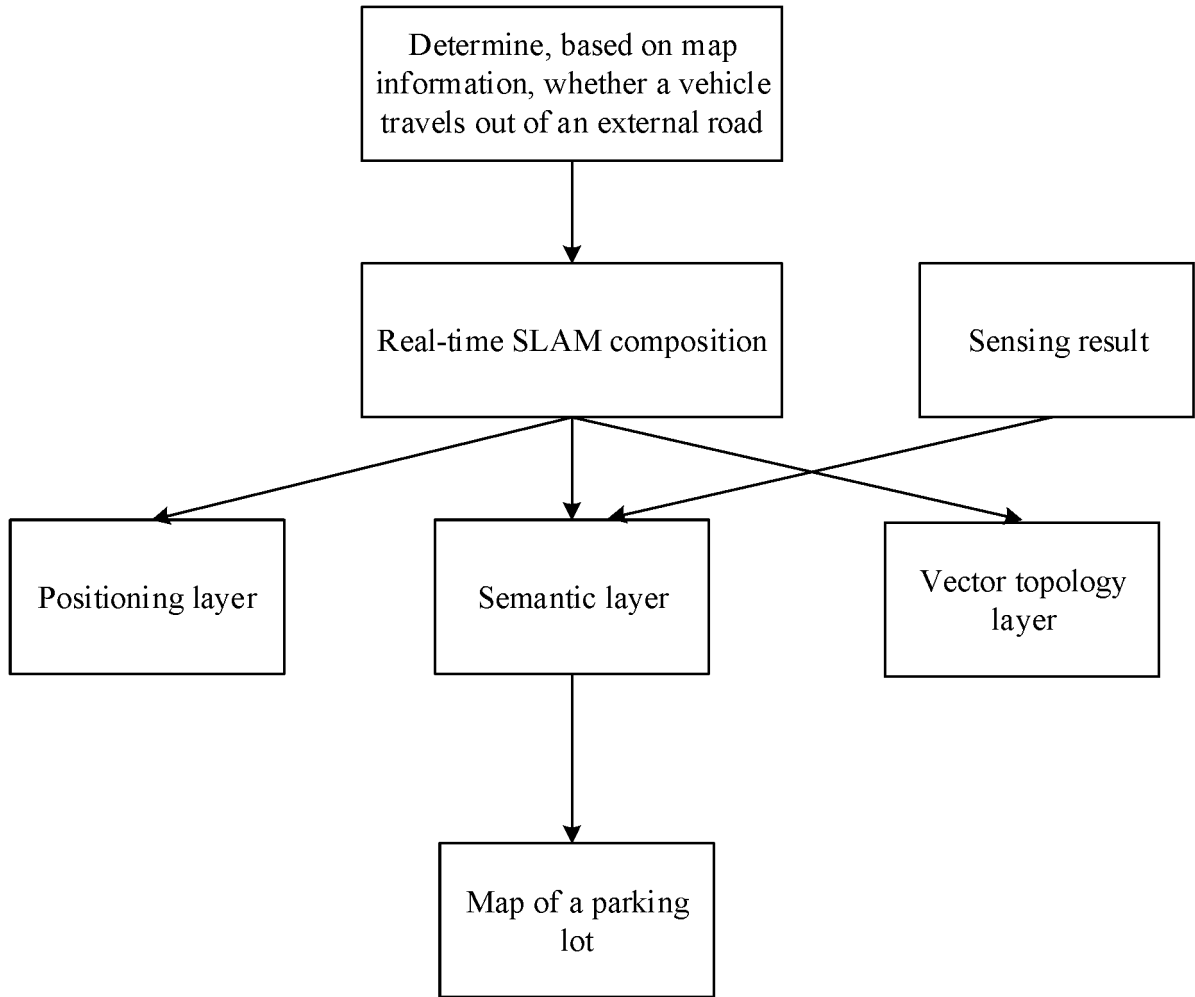 Determine, based on map
information, whether a vehicle
travels out of an external road
Real-time SLAM composition
Sensing result
Positioning layer
Semantic layer
Vector topology
layer
Map of a parking
lot